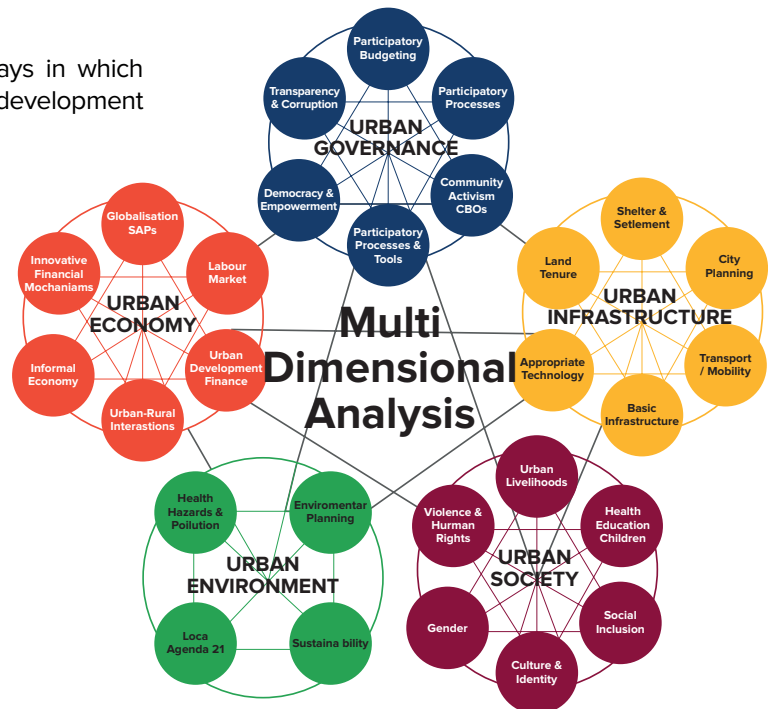 ays in which
development
Participatory
Budgeting
Transparency
& Corruption
Participatory
Processes
URBAN
GOVERNANCE
Democracy &
Empowerment
Community
Activism
CBOs
Participatory
Processes &
Tools
Globalisation
SAPs
Innovative
Financial
Mochaniams
Labour
Market
URBAN
ECONOMY
Informal
Economy
Urban
Development
Finance
Urban-Rural
Interastions
Shelter &
Setlement
Land
Tenure
City
Planning
URBAN
INFRASTRUCTURE
Appropriate
Technology
Transport
/ Mobility
Basic
Infrastructure
Multi
Dimensional
Analysis
Health
Hazards &
Poilution
Enviromentar
Planning
URBAN
ENVIRONMENT
Loca
Agenda 21
Sustaina bility
Urban
Livelihoods
Violence &
Hurman
Rights
Health
Education
Children
URBAN
SOCIETY
Gender
Social
Inclusion
Culture &
Identity